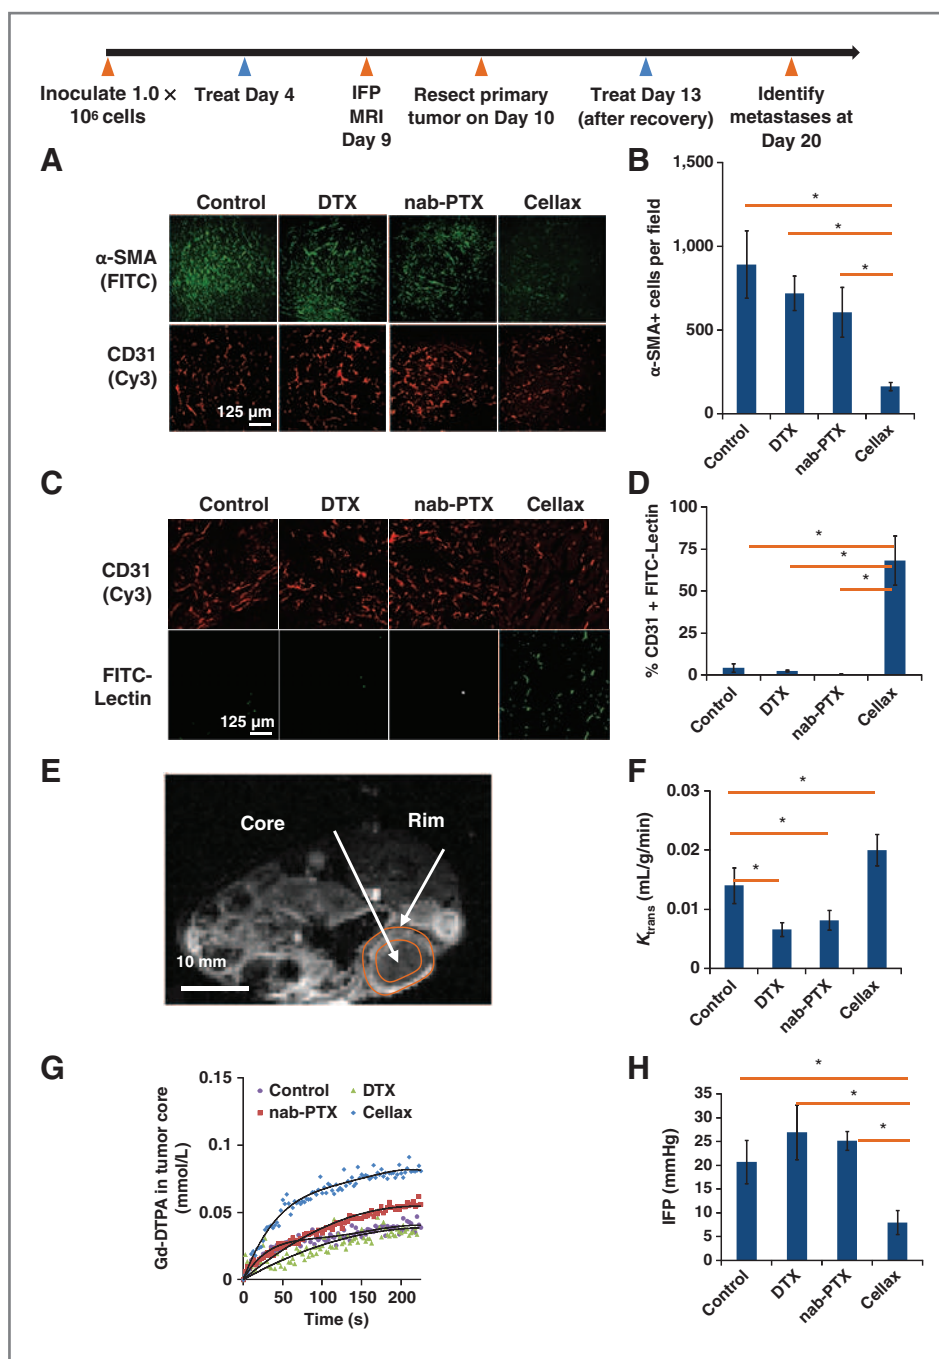 Inoculate 1.0 ×
10⁶ cells
Treat Day 4
IFP
MRI
Day 9
Resect primary
tumor on Day 10
Treat Day 13
(after recovery)
Identify
metastases at
Day 20
A
Control DTX nab-PTX Cellax
α-SMA
(FITC)
CD31
(Cy3)
125 µm
B
α-SMA+ cells per field
1,500
1,000
500
0
* * *
Control DTX nab-PTX Cellax
C
Control DTX nab-PTX Cellax
CD31
(Cy3)
FITC-
Lectin
125 µm
D
% CD31 + FITC-Lectin
100
75
50
25
0
* * *
Control DTX nab-PTX Cellax
E
Core Rim
10 mm
F
Ktrans (mL/g/min)
0.03
0.02
0.01
0
* * *
Control DTX nab-PTX Cellax
G
Gd-DTPA in tumor core
(mmol/L)
0.15
0.1
0.05
0
Control DTX
nab-PTX Cellax
0 50 100 150 200
Time (s)
H
IFP (mmHg)
35
30
25
20
15
10
5
0
* * *
Control DTX nab-PTX Cellax